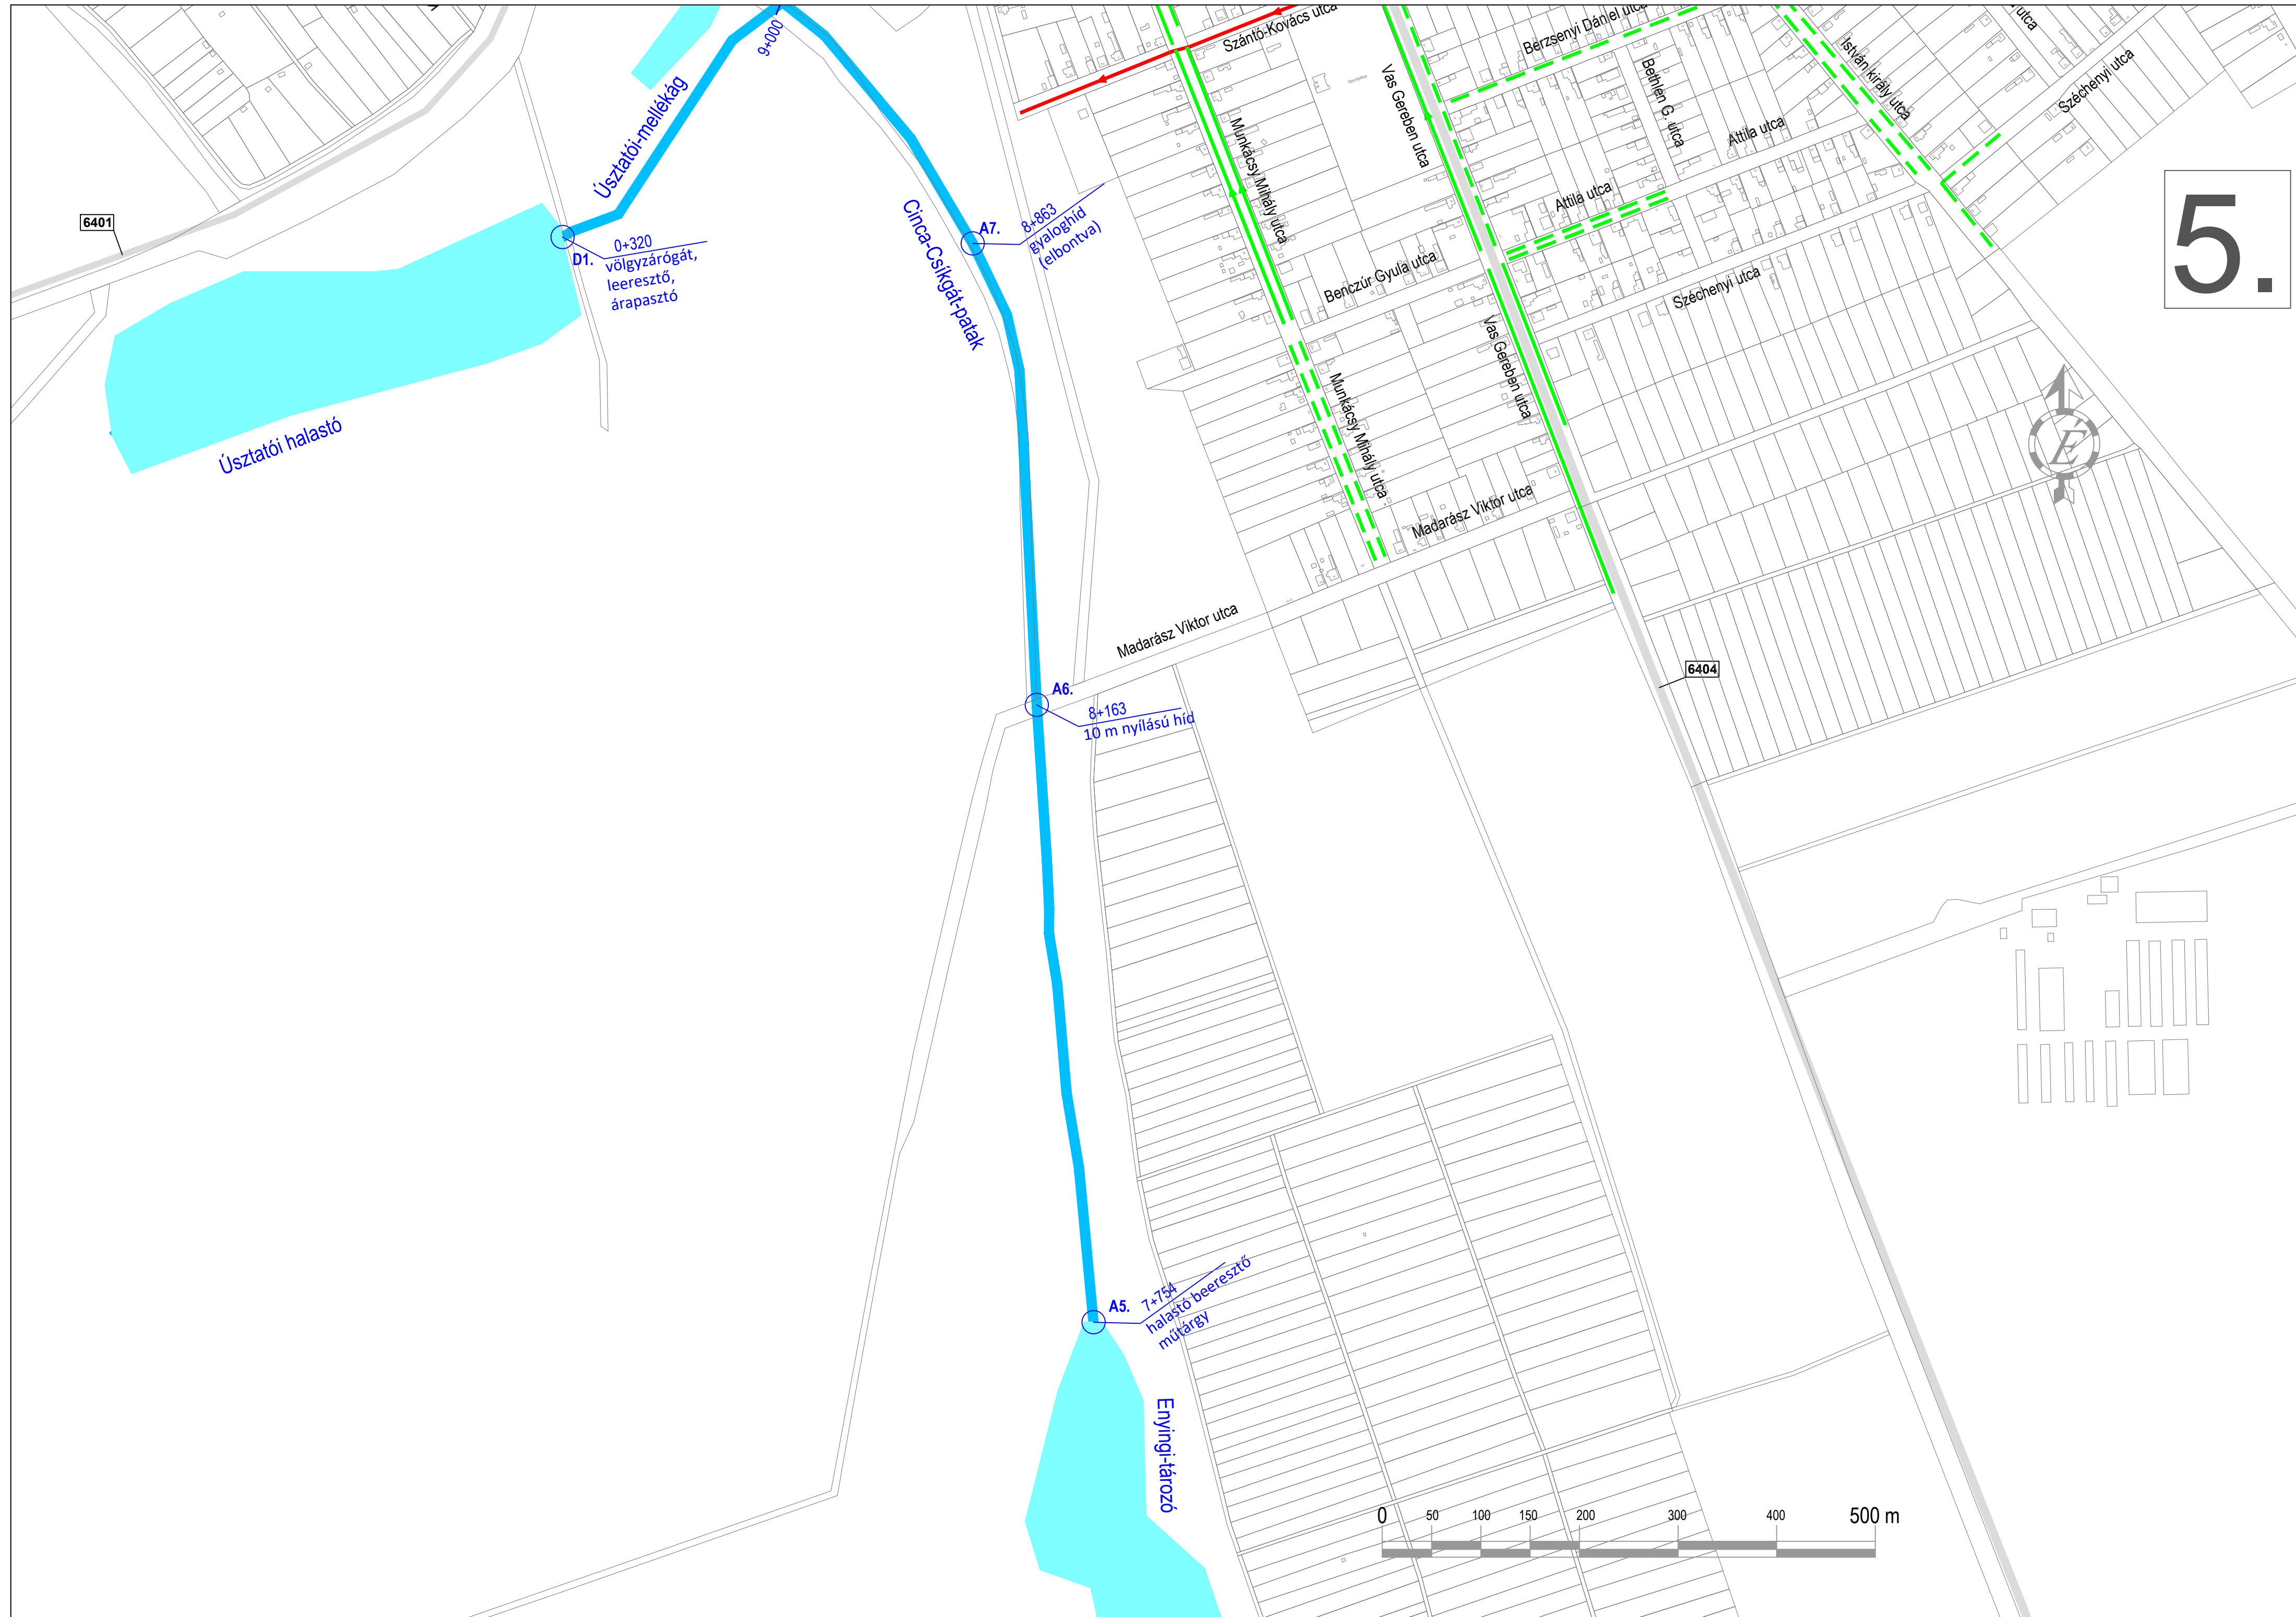 Szántó-Kovács utca
Berzsenyi Dániel utca
István király utca
utca
Széchenyi utca
9+000
Úsztatói-mellékág
Vas Gereben utca
Bethlen G. utca
Attila utca
Munkácsy Mihály utca
5.
6401
D1.
0+320
völgyzárógát,
leeresztő,
árapasztó
Cinca-Csíkgát-patak
A7.
8+863
gyaloghíd
(elbontva)
Attila utca
Benczúr Gyula utca
Széchenyi utca
Vas Gereben utca
Munkácsy Mihály utca
Úsztatói halastó
É
Madarász Viktor utca
Madarász Viktor utca
6404
A6.
8+163
10 m nyílású híd
A5.
7+754
halastó beeresztő
műtárgy
Enyingi-tározó
0 50 100 150 200 300 400 500 m